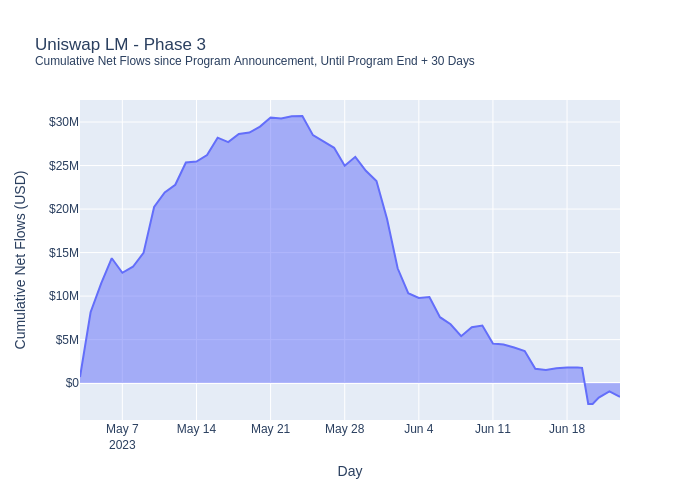 Uniswap LM - Phase 3
Cumulative Net Flows since Program Announcement, Until Program End + 30 Days
Cumulative Net Flows (USD)
$30M
$25M
$20M
$15M
$10M
$5M
$0
May 7
2023
May 14
May 21
May 28
Jun 4
Jun 11
Jun 18
Day